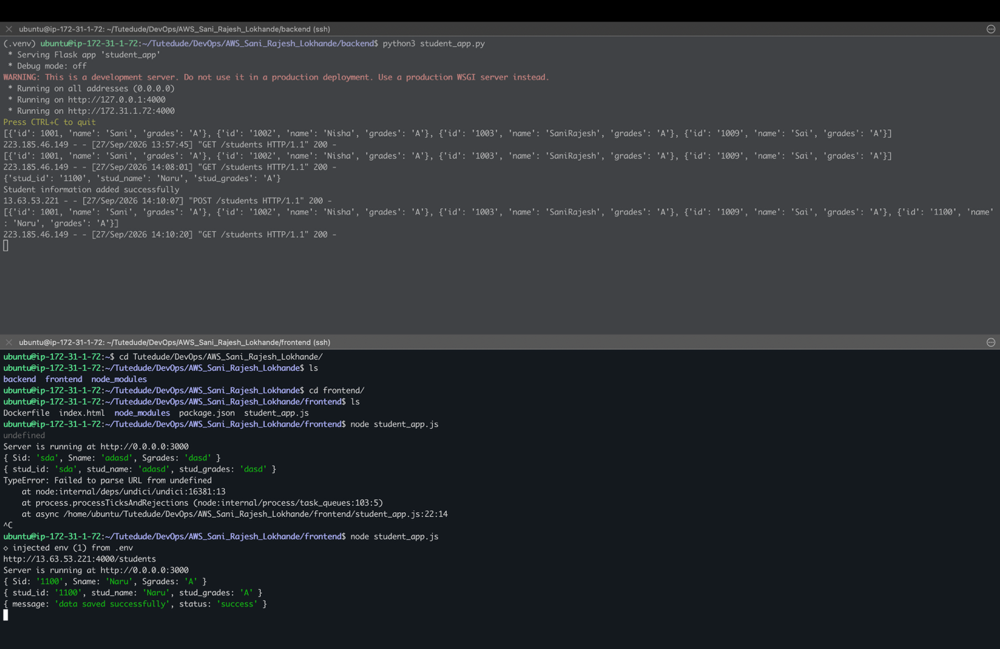 ubuntu@ip-172-31-1-72: ~/Tutedude/DevOps/AWS_Sani_Rajesh_Lokhande/backend (ssh)
(.venv) ubuntu@ip-172-31-1-72:~/Tutedude/DevOps/AWS_Sani_Rajesh_Lokhande/backend$ python3 student_app.py
 * Serving Flask app 'student_app'
 * Debug mode: off
WARNING: This is a development server. Do not use it in a production deployment. Use a production WSGI server instead.
 * Running on all addresses (0.0.0.0)
 * Running on http://127.0.0.1:4000
 * Running on http://172.31.1.72:4000
Press CTRL+C to quit
[{'id': 1001, 'name': 'Sani', 'grades': 'A'}, {'id': '1002', 'name': 'Nisha', 'grades': 'A'}, {'id': '1003', 'name': 'SaniRajesh', 'grades': 'A'}, {'id': '1009', 'name': 'Sai', 'grades': 'A'}]
223.185.46.149 - - [27/Sep/2026 13:57:45] "GET /students HTTP/1.1" 200 -
[{'id': 1001, 'name': 'Sani', 'grades': 'A'}, {'id': '1002', 'name': 'Nisha', 'grades': 'A'}, {'id': '1003', 'name': 'SaniRajesh', 'grades': 'A'}, {'id': '1009', 'name': 'Sai', 'grades': 'A'}]
223.185.46.149 - - [27/Sep/2026 14:08:01] "GET /students HTTP/1.1" 200 -
{'stud_id': '1100', 'stud_name': 'Naru', 'stud_grades': 'A'}
Student information added successfully
13.63.53.221 - - [27/Sep/2026 14:10:07] "POST /students HTTP/1.1" 200 -
[{'id': 1001, 'name': 'Sani', 'grades': 'A'}, {'id': '1002', 'name': 'Nisha', 'grades': 'A'}, {'id': '1003', 'name': 'SaniRajesh', 'grades': 'A'}, {'id': '1009', 'name': 'Sai', 'grades': 'A'}, {'id': '1100', 'name'
: 'Naru', 'grades': 'A'}]
223.185.46.149 - - [27/Sep/2026 14:10:20] "GET /students HTTP/1.1" 200 -
ubuntu@ip-172-31-1-72: ~/Tutedude/DevOps/AWS_Sani_Rajesh_Lokhande/frontend (ssh)
ubuntu@ip-172-31-1-72:~$ cd Tutedude/DevOps/AWS_Sani_Rajesh_Lokhande/
ubuntu@ip-172-31-1-72:~/Tutedude/DevOps/AWS_Sani_Rajesh_Lokhande$ ls
backend  frontend  node_modules
ubuntu@ip-172-31-1-72:~/Tutedude/DevOps/AWS_Sani_Rajesh_Lokhande$ cd frontend/
ubuntu@ip-172-31-1-72:~/Tutedude/DevOps/AWS_Sani_Rajesh_Lokhande/frontend$ ls
Dockerfile  index.html  node_modules  package.json  student_app.js
ubuntu@ip-172-31-1-72:~/Tutedude/DevOps/AWS_Sani_Rajesh_Lokhande/frontend$ node student_app.js
undefined
Server is running at http://0.0.0.0:3000
{ Sid: 'sda', Sname: 'adasd', Sgrades: 'dasd' }
{ stud_id: 'sda', stud_name: 'adasd', stud_grades: 'dasd' }
TypeError: Failed to parse URL from undefined
    at node:internal/deps/undici/undici:16381:13
    at process.processTicksAndRejections (node:internal/process/task_queues:103:5)
    at async /home/ubuntu/Tutedude/DevOps/AWS_Sani_Rajesh_Lokhande/frontend/student_app.js:22:14
^C
ubuntu@ip-172-31-1-72:~/Tutedude/DevOps/AWS_Sani_Rajesh_Lokhande/frontend$ node student_app.js
◇ injected env (1) from .env
http://13.63.53.221:4000/students
Server is running at http://0.0.0.0:3000
{ Sid: '1100', Sname: 'Naru', Sgrades: 'A' }
{ stud_id: '1100', stud_name: 'Naru', stud_grades: 'A' }
{ message: 'data saved successfully', status: 'success' }